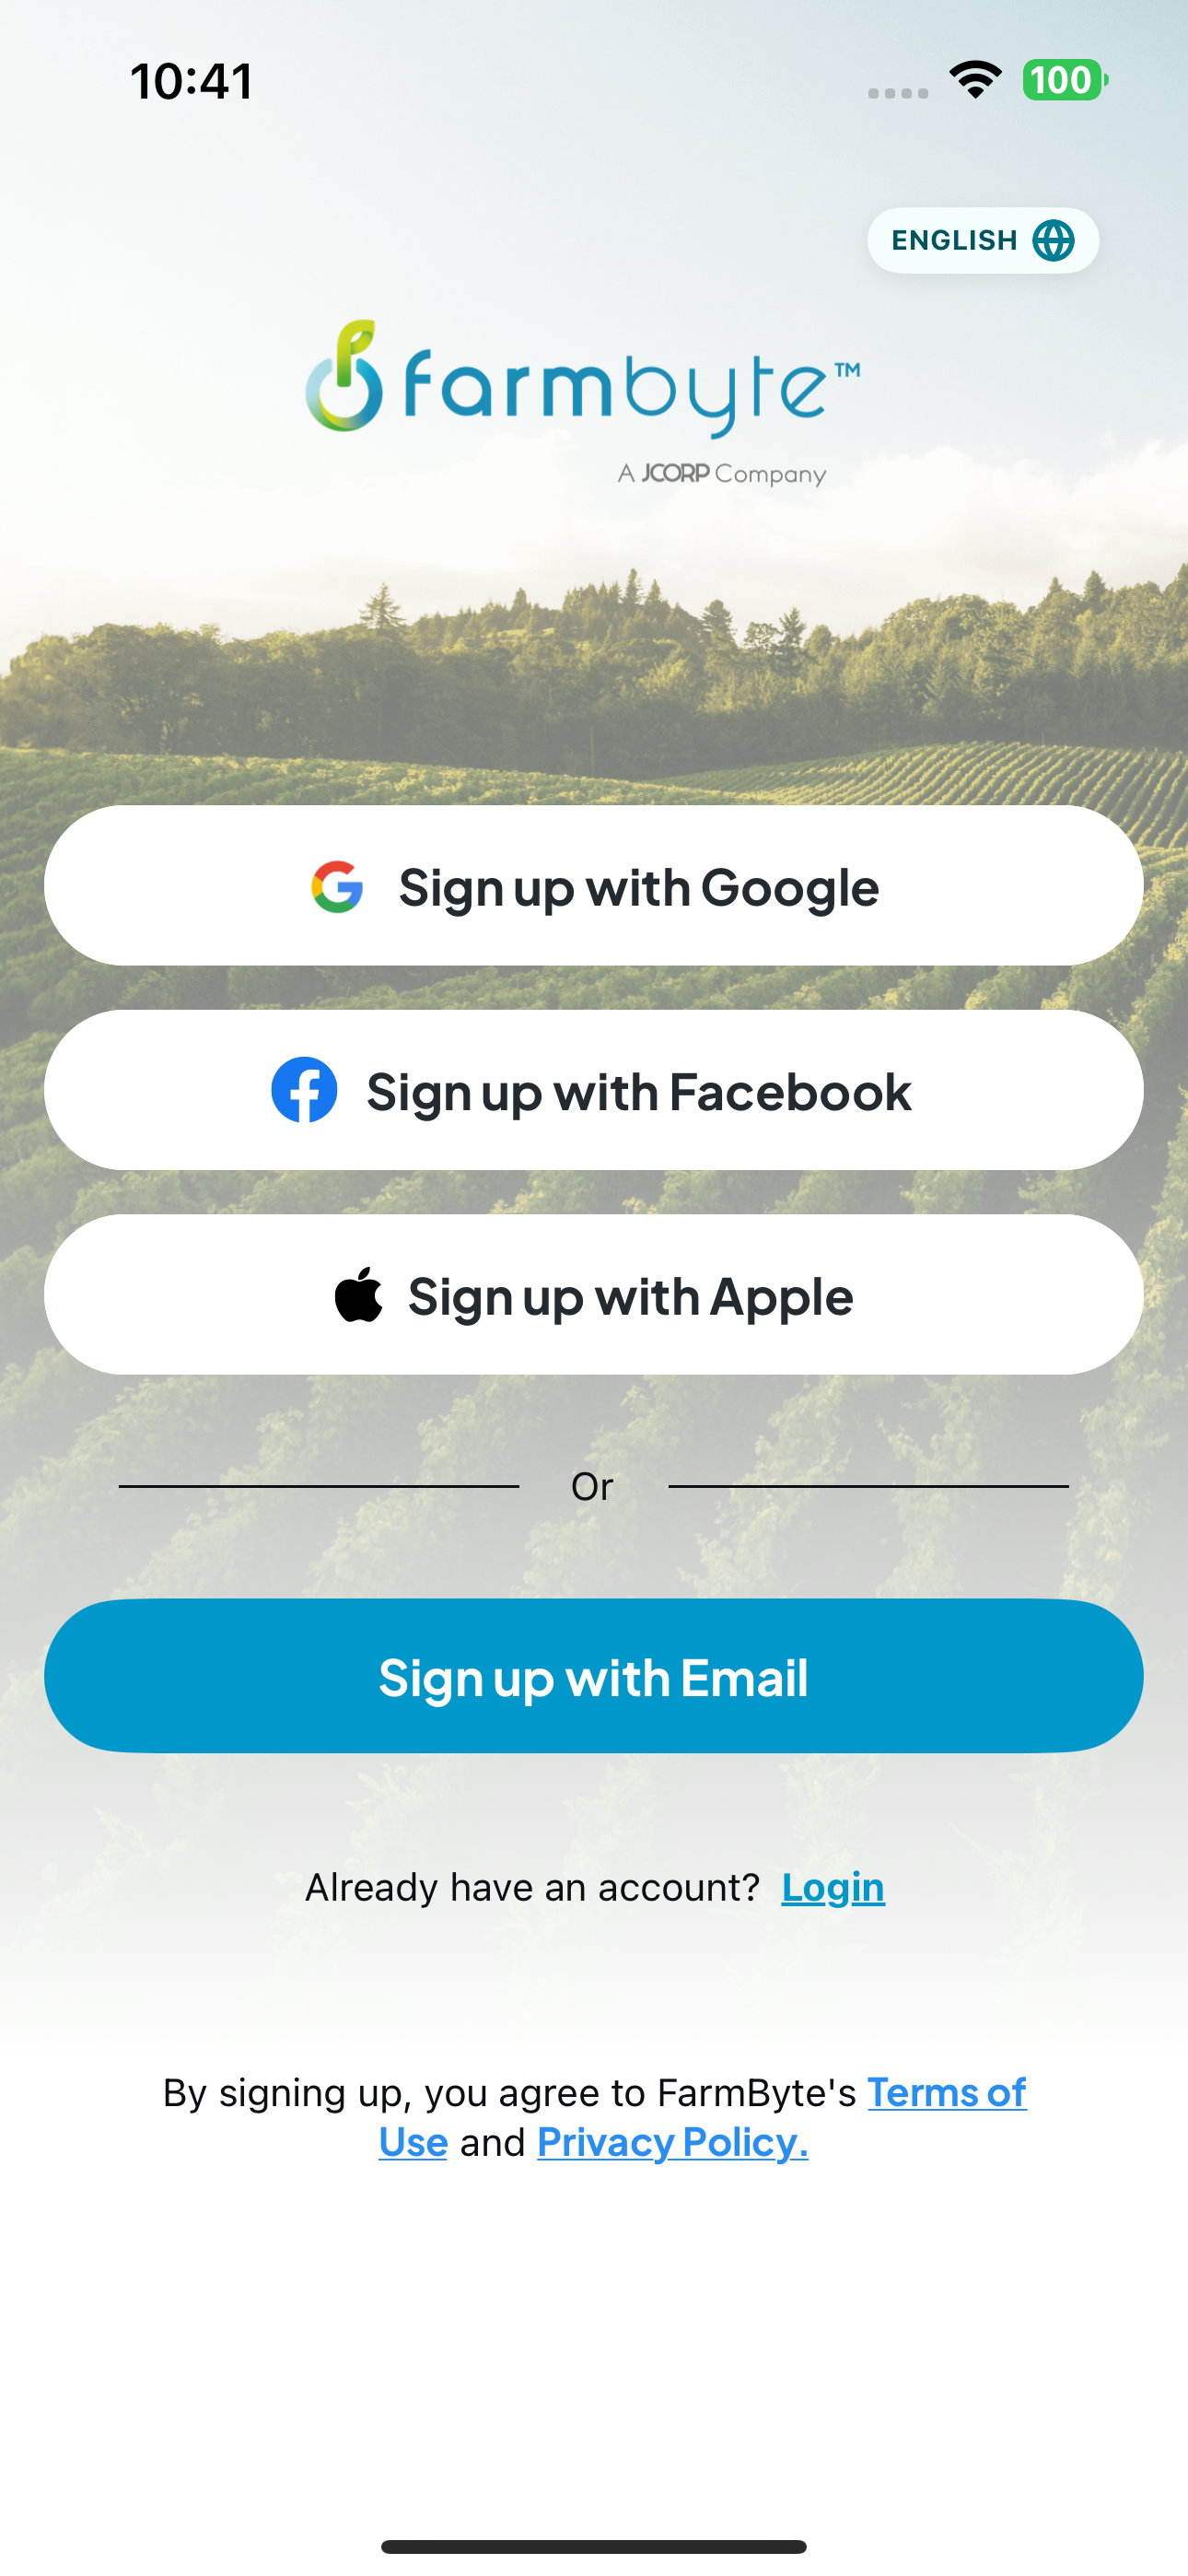 10:41
100
ENGLISH
farmbyte™
A JCORP Company
Sign up with Google
Sign up with Facebook
Sign up with Apple
Or
Sign up with Email
Already have an account? Login
By signing up, you agree to FarmByte's Terms of
Use and Privacy Policy.